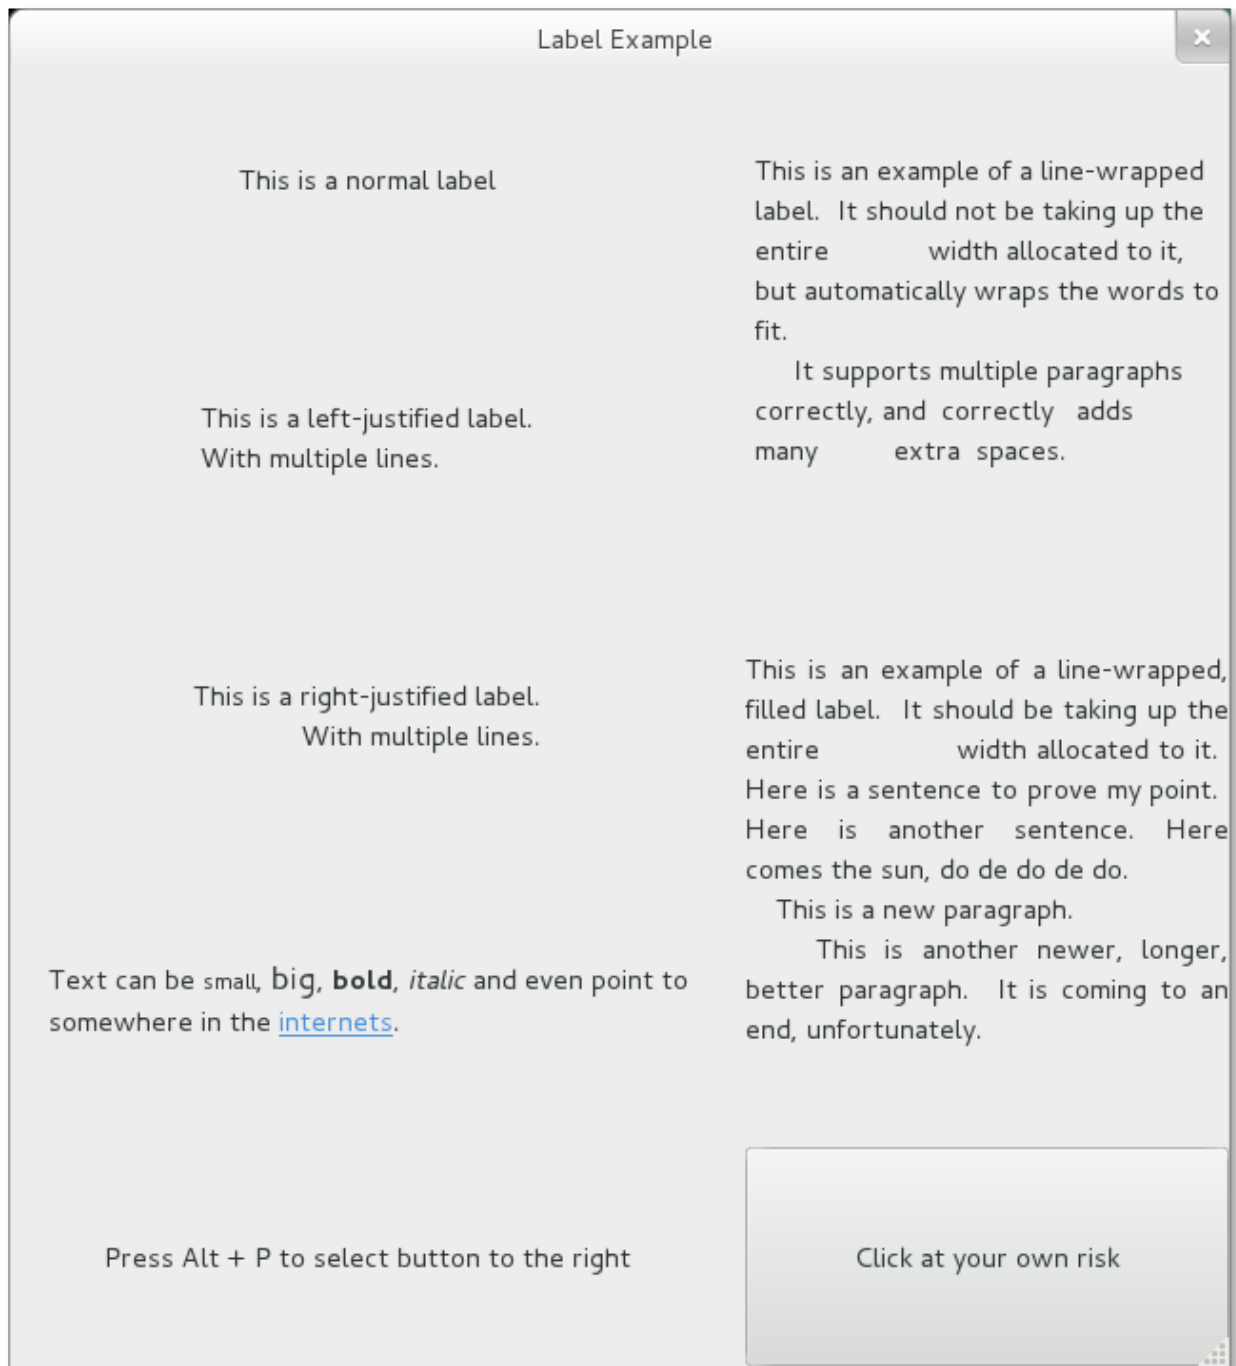 Label Example
This is a normal label
This is a left-justified label.
With multiple lines.
This is a right-justified label.
With multiple lines.
Text can be small, big, bold, italic and even point to
somewhere in the internets.
Press Alt + P to select button to the right
This is an example of a line-wrapped
label.  It should not be taking up the
entire             width allocated to it,
but automatically wraps the words to
fit.
     It supports multiple paragraphs
correctly, and  correctly   adds
many          extra  spaces.
This is an example of a line-wrapped,
filled label.  It should be taking up the
entire              width allocated to it.
Here is a sentence to prove my point.
Here is another sentence. Here
comes the sun, do de do de do.
    This is a new paragraph.
     This is another newer, longer,
better paragraph.  It is coming to an
end, unfortunately.
Click at your own risk